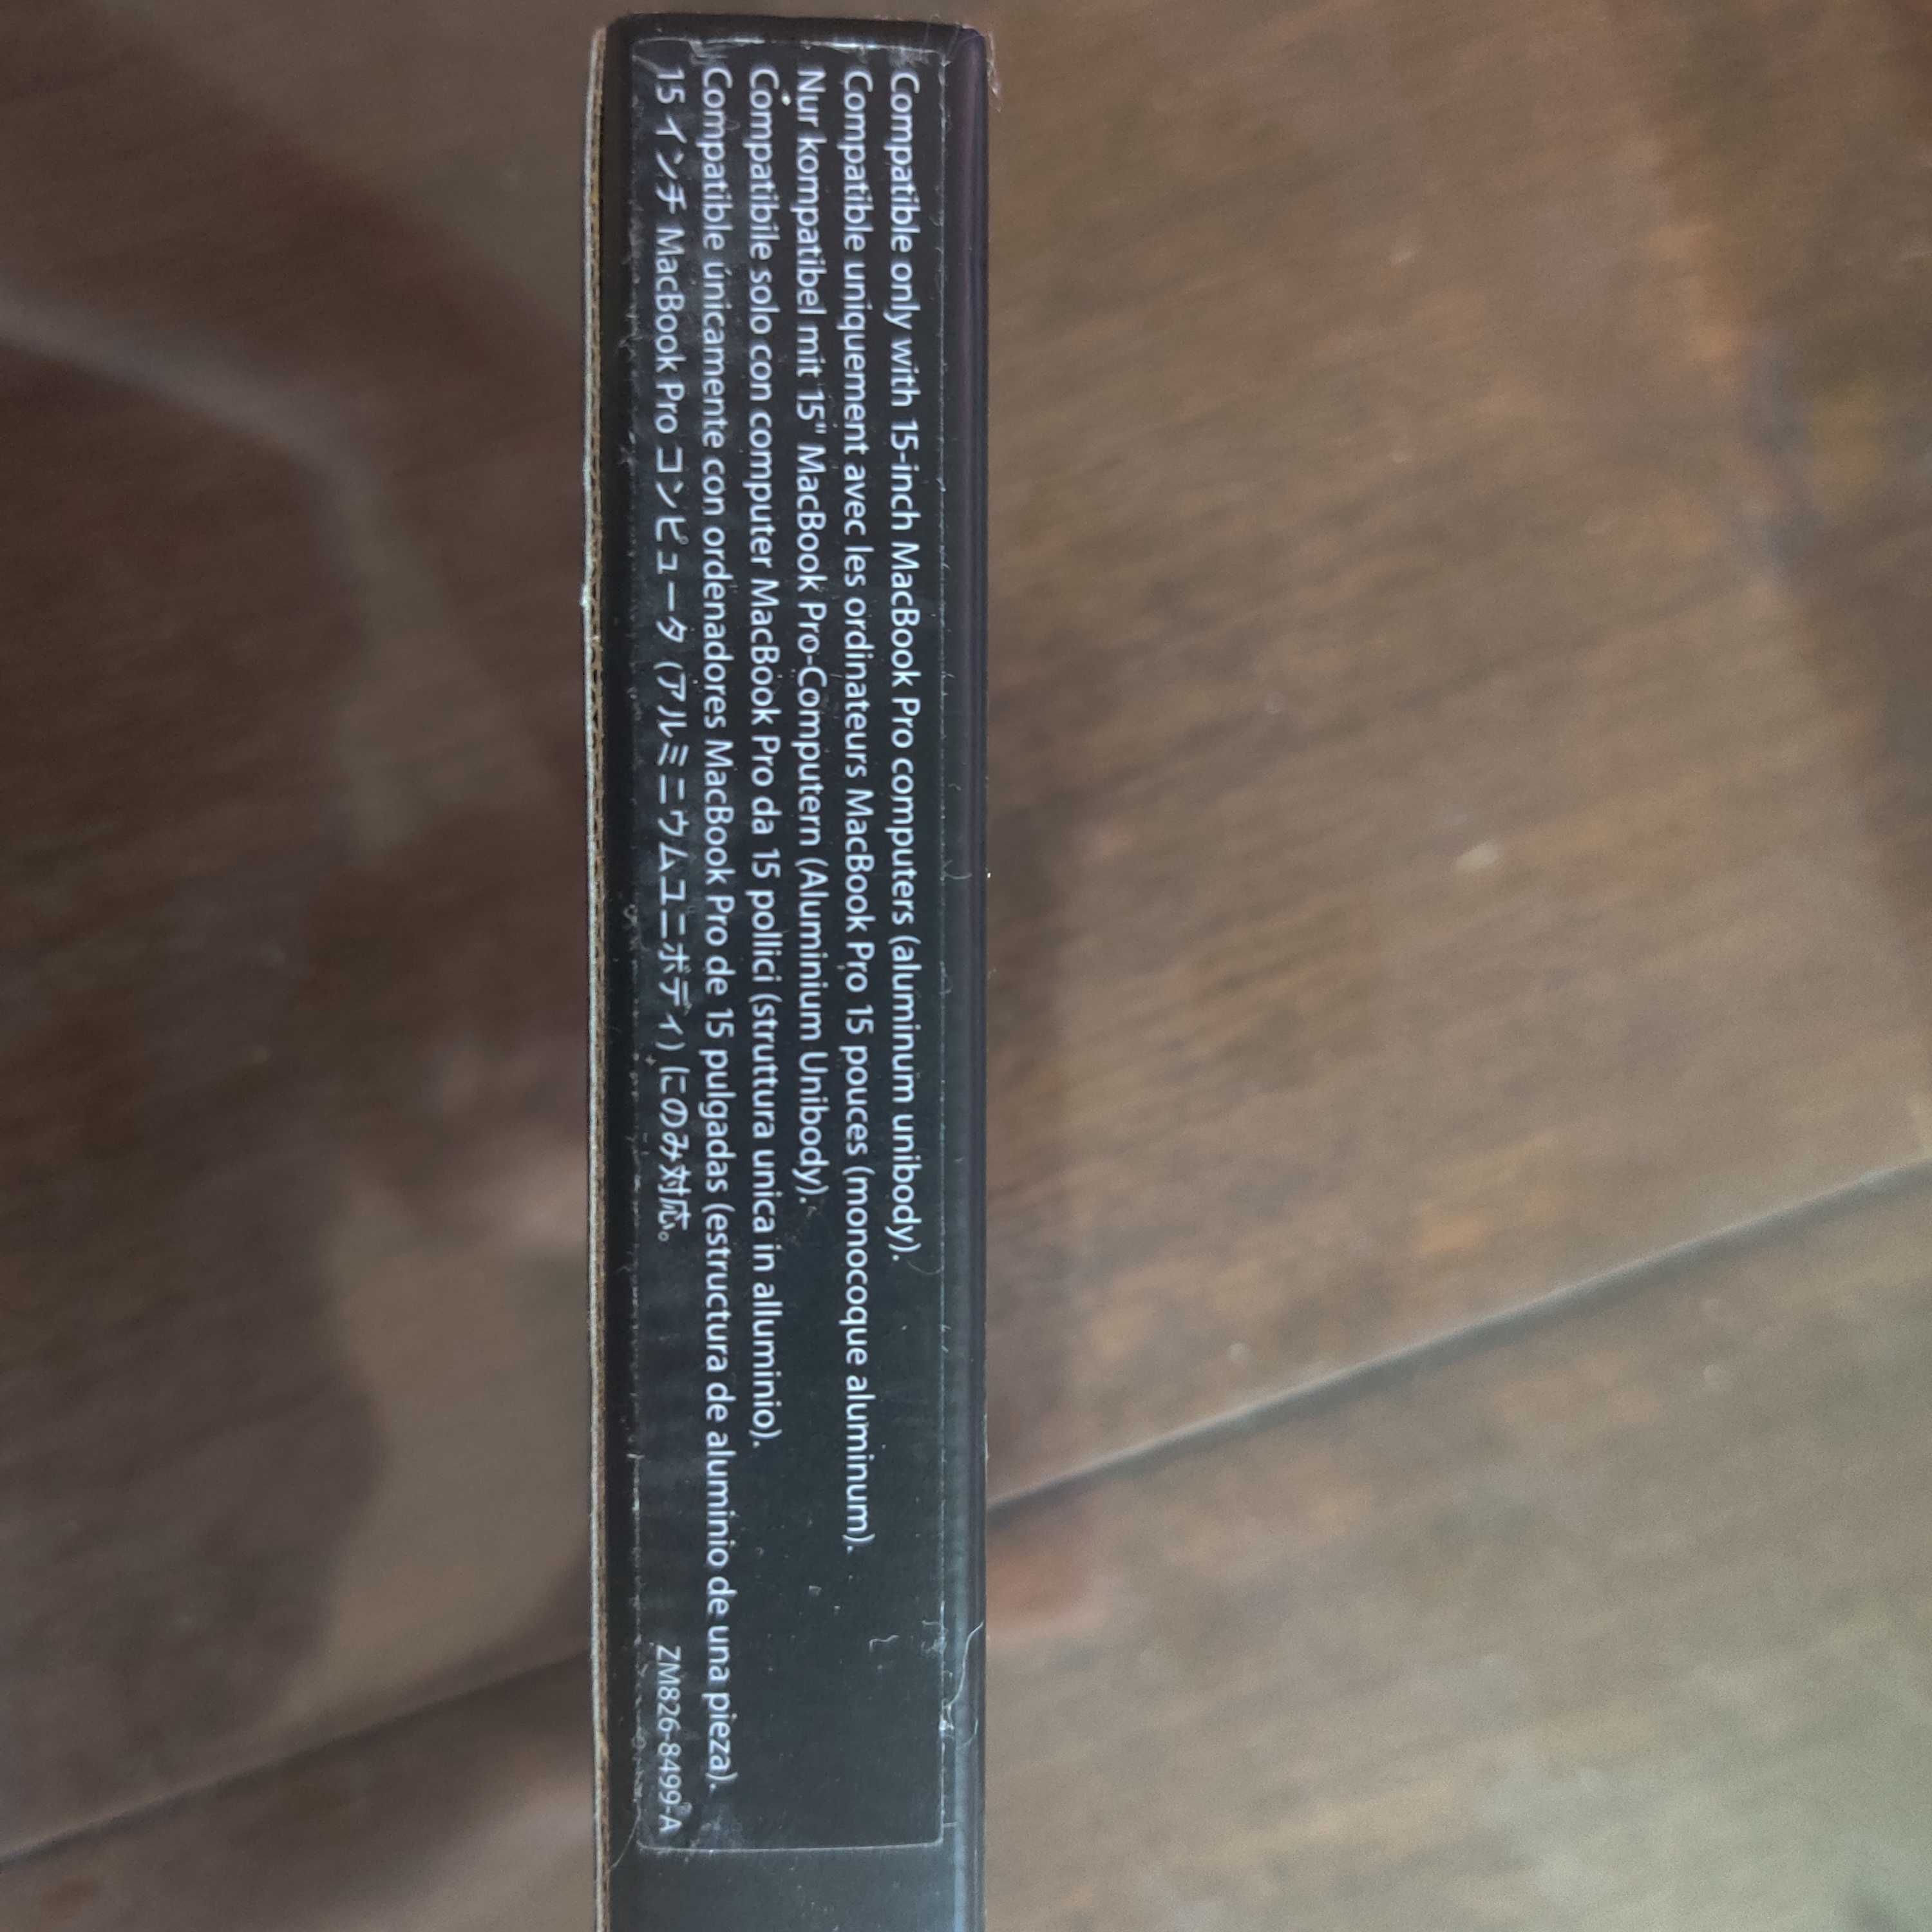 Compatible only with 15-inch MacBook Pro computers (aluminum unibody).
Compatible uniquement avec les ordinateurs MacBook Pro 15 pouces (monocoque aluminum).
Nur kompatibel mit 15" MacBook Pro-Computern (Aluminium Unibody).
Compatibile solo con computer MacBook Pro da 15 pollici (struttura unica in alluminio).
Compatible únicamente con ordenadores MacBook Pro de 15 pulgadas (estructura de aluminio de una pieza).
15 インチ MacBook Pro コンピュータ (アルミニウムユニボディ) にのみ対応。
ZM826-8499-A